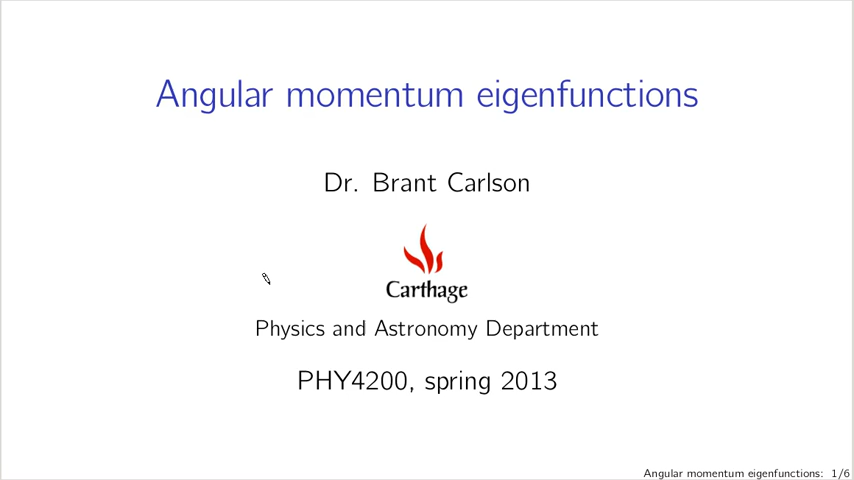 Angular momentum eigenfunctions
Dr. Brant Carlson
Carthage
Physics and Astronomy Department
PHY4200, spring 2013
Angular momentum eigenfunctions: 1/6